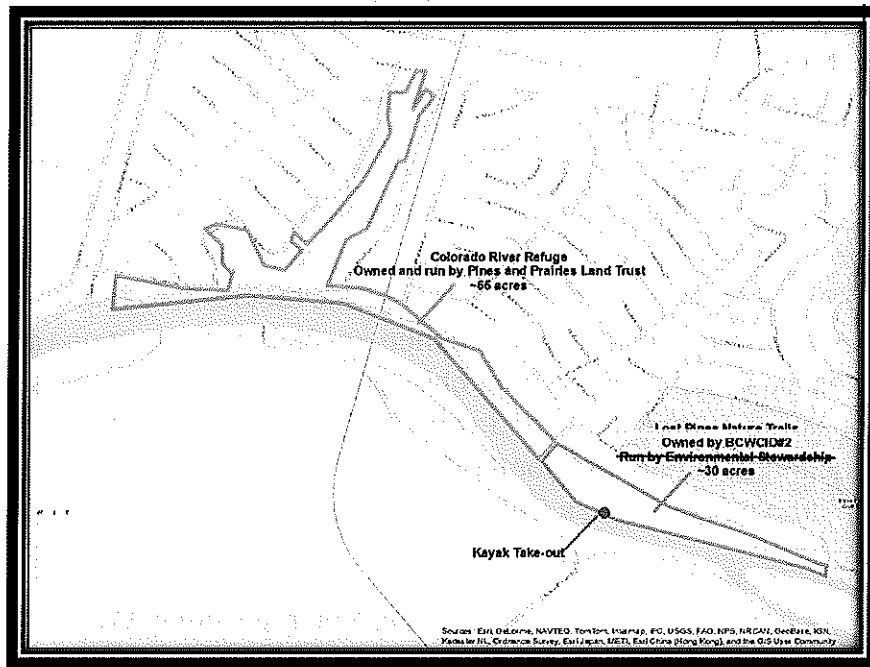 Colorado River Refuge
Owned and run by Pines and Prairies Land Trust
~66 acres
Lost Pines Nature Trails
Owned by BCWCID#2
Run by Environmental Stewardship
~30 acres
Kayak Take-out
Sources: Esri, DeLorme, NAVTEQ, TomTom, Intermap, iPC, USGS, FAO, NPS, NRCAN, GeoBase, IGN,
Kadaster NL, Ordnance Survey, Esri Japan, METI, Esri China (Hong Kong), and the GIS User Community